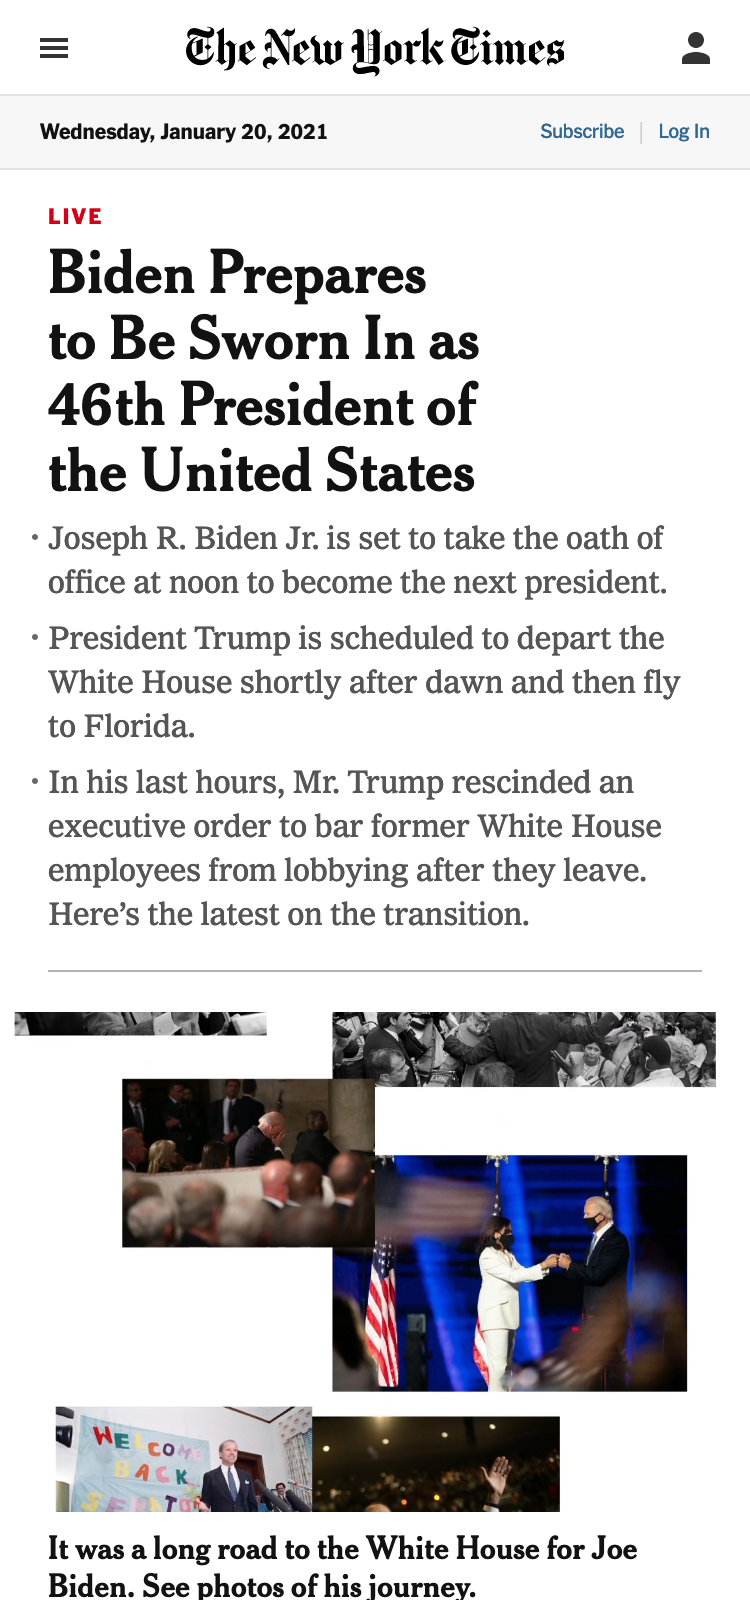 The New York Times
Wednesday, January 20, 2021
Subscribe
Log In
LIVE
Biden Prepares
to Be Sworn In as
46th President of
the United States
• Joseph R. Biden Jr. is set to take the oath of
office at noon to become the next president.
• President Trump is scheduled to depart the
White House shortly after dawn and then fly
to Florida.
• In his last hours, Mr. Trump rescinded an
executive order to bar former White House
employees from lobbying after they leave.
Here’s the latest on the transition.
WELCOME
BACK
SENATOR
It was a long road to the White House for Joe
Biden. See photos of his journey.